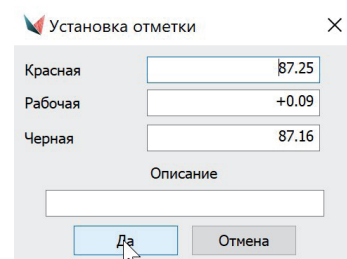 Установка отметки
Красная 87.25
Рабочая +0.09
Черная 87.16
Описание
Да Отмена